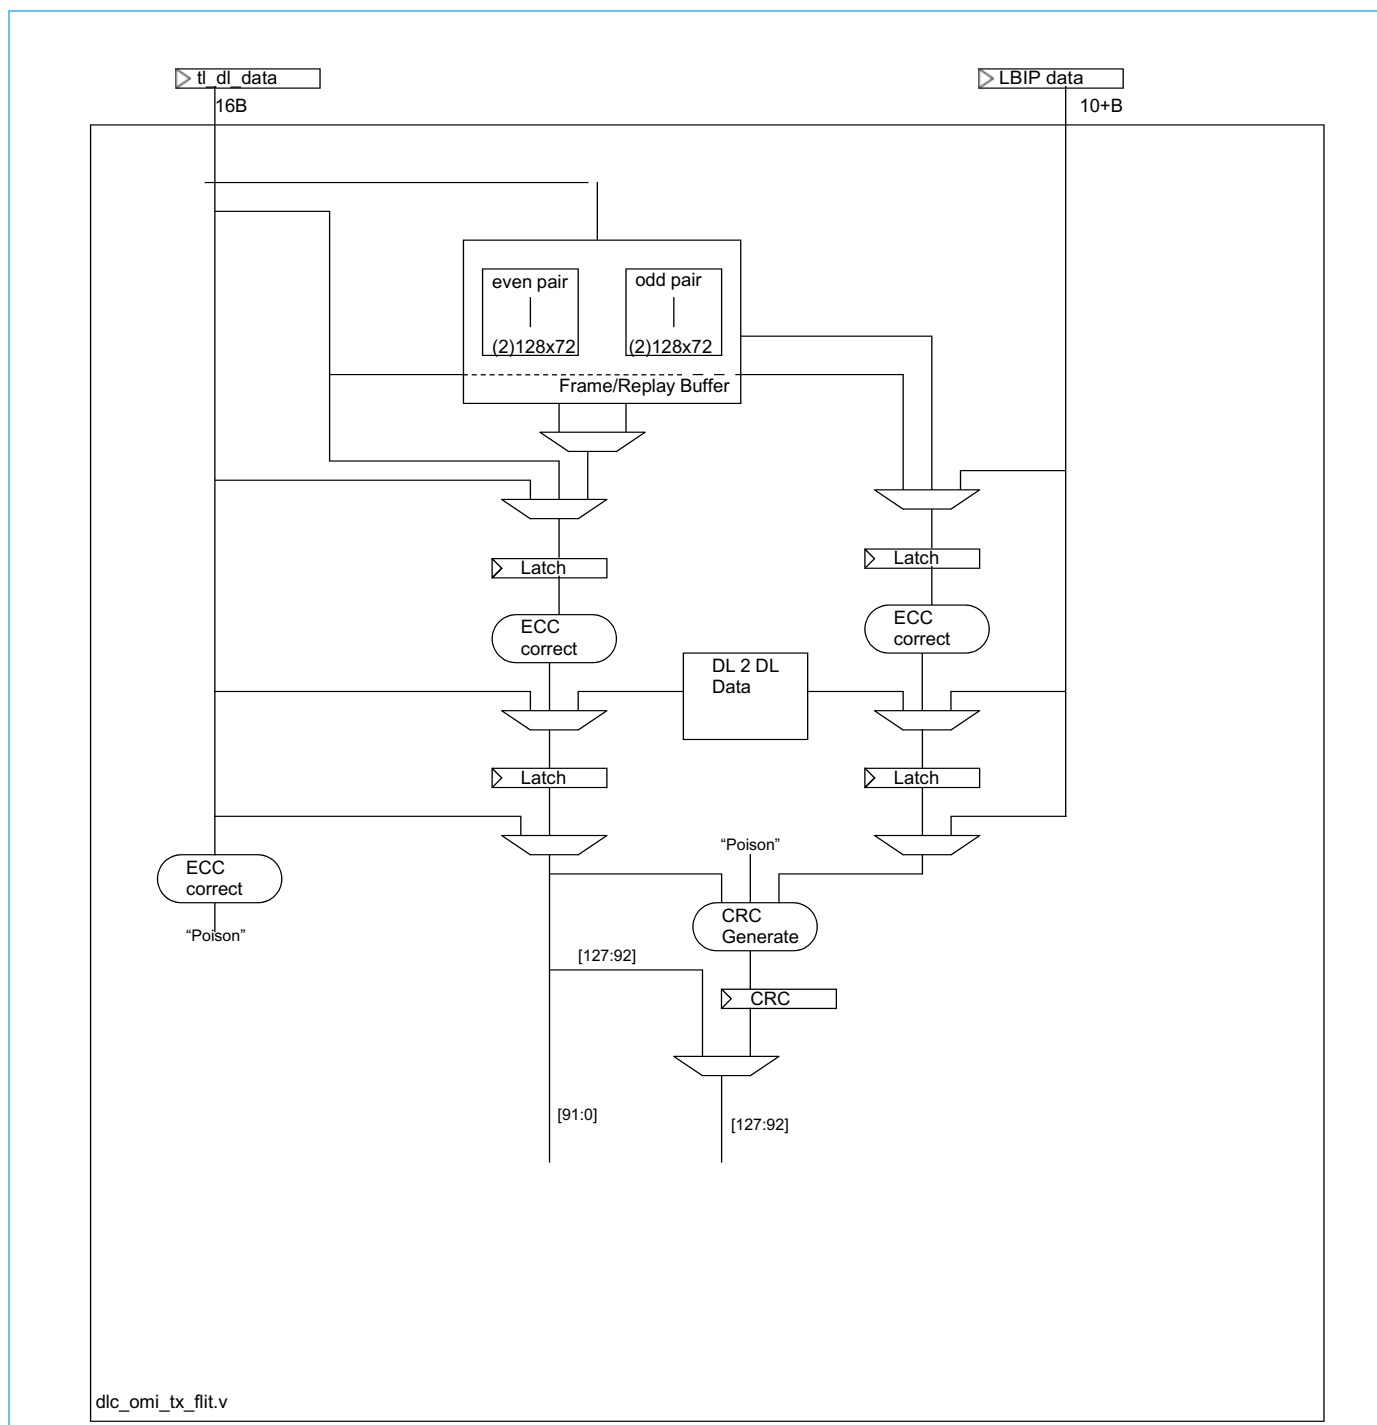 tl_dl_data
LBIP data
16B
10+B
even pair
odd pair
(2)128x72
(2)128x72
Frame/Replay Buffer
Latch
Latch
ECC
correct
ECC
correct
DL 2 DL
Data
Latch
Latch
"Poison"
ECC
correct
"Poison"
CRC
Generate
[127:92]
CRC
[91:0]
[127:92]
dlc_omi_tx_flit.v